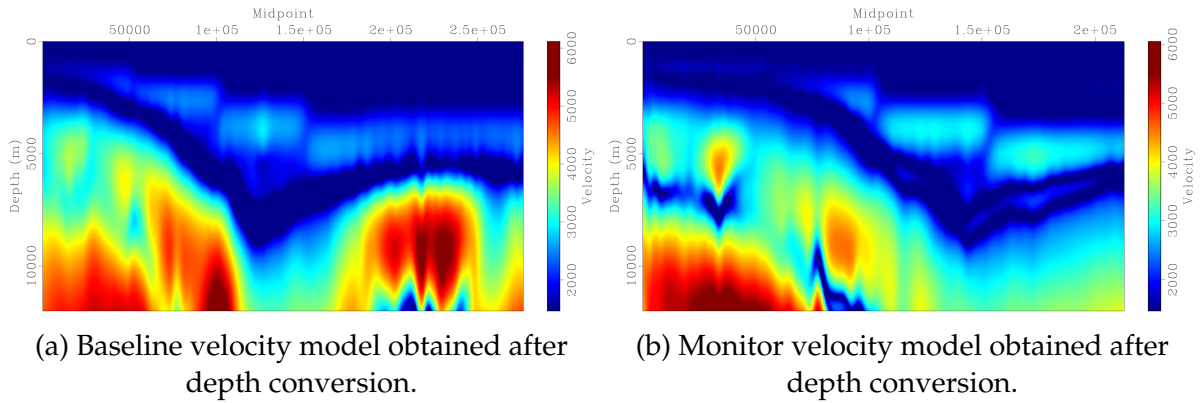 Midpoint
50000 1e+05 1.5e+05 2e+05 2.5e+05
0
5000
10000
Depth (m)
2000 3000 4000 5000 6000
Velocity
(a) Baseline velocity model obtained after
depth conversion.
Midpoint
50000 1e+05 1.5e+05 2e+05
0
5000
10000
Depth (m)
2000 3000 4000 5000 6000
Velocity
(b) Monitor velocity model obtained after
depth conversion.